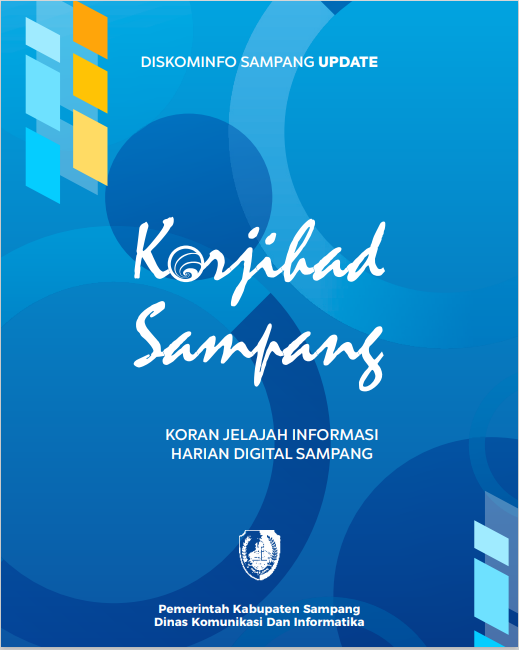 DISKOMINFO SAMPANG UPDATE
Korjihad
Sampang
KORAN JELAJAH INFORMASI
HARIAN DIGITAL SAMPANG
Pemerintah Kabupaten Sampang
Dinas Komunikasi Dan Informatika